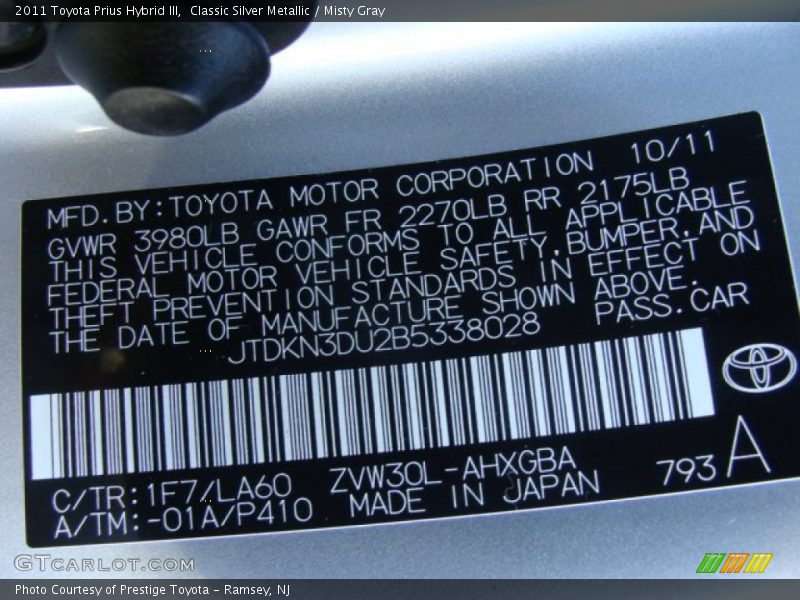 2011 Toyota Prius Hybrid III,  Classic Silver Metallic / Misty Gray
MFD. BY: TOYOTA MOTOR CORPORATION 10/11
GVWR 3980LB GAWR FR 2270LB RR 2175LB
THIS VEHICLE CONFORMS TO ALL APPLICABLE
FEDERAL MOTOR VEHICLE SAFETY, BUMPER, AND
THEFT PREVENTION STANDARDS IN EFFECT ON
THE DATE OF MANUFACTURE SHOWN ABOVE.
JTDKN3DU2B5338028 PASS. CAR
C/TR: 1F7/LA60 ZVW30L-AHXGBA 793 A
A/TM: -01A/P410 MADE IN JAPAN
GTCARLOT.COM
Photo Courtesy of Prestige Toyota - Ramsey, NJ